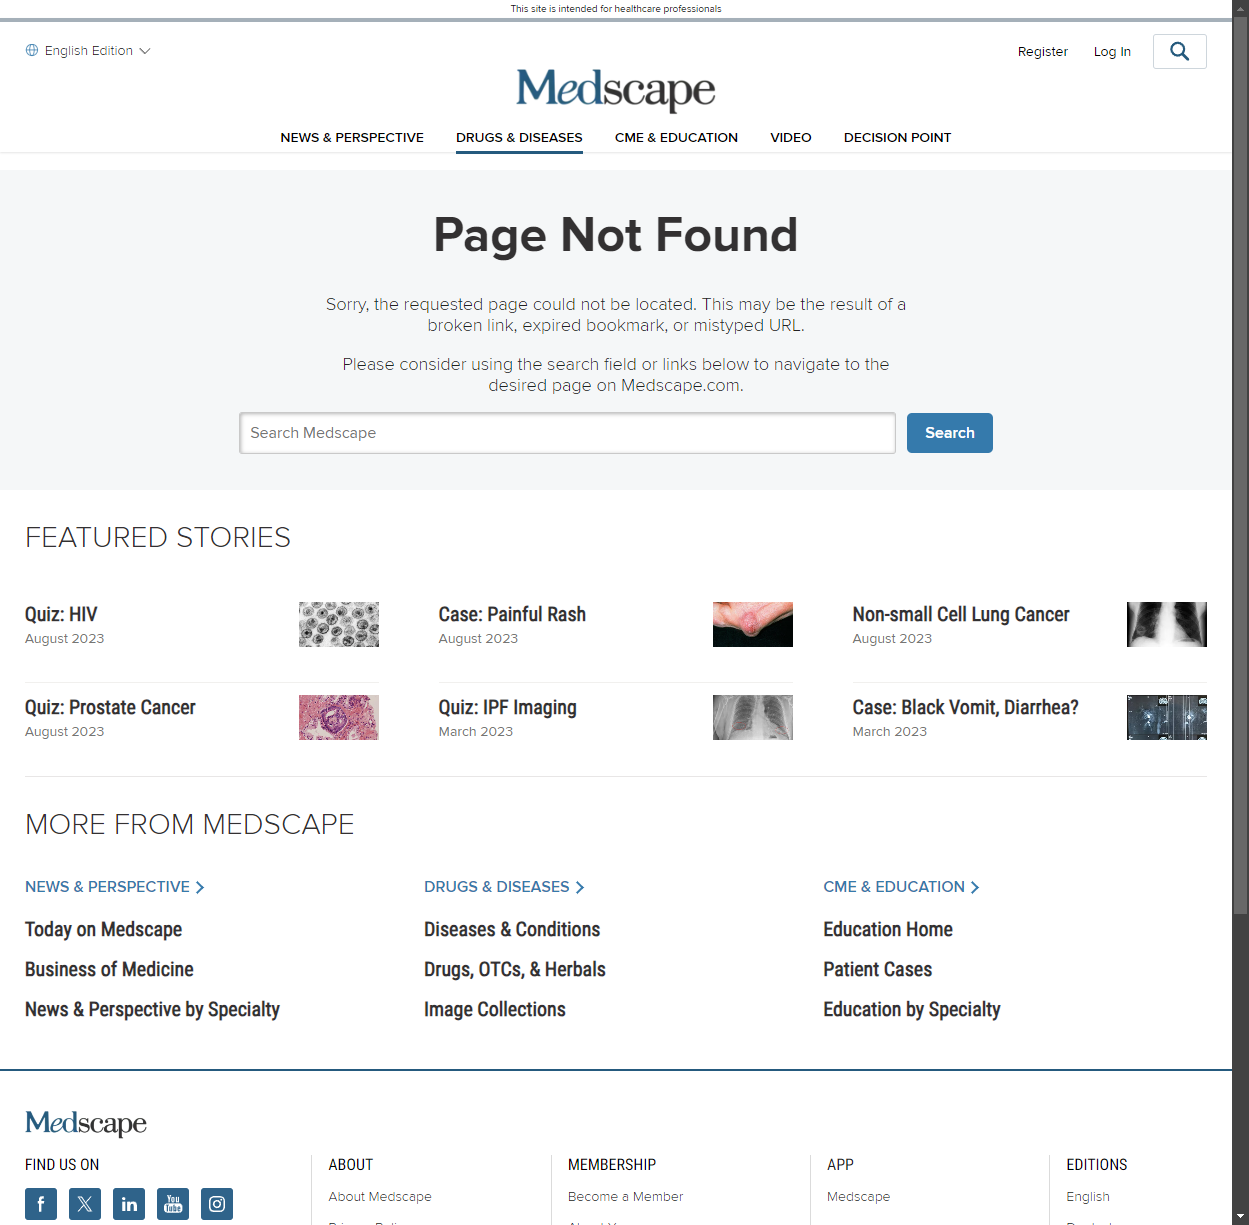 This site is intended for healthcare professionals
English Edition
Register
Log In
Medscape
NEWS & PERSPECTIVE
DRUGS & DISEASES
CME & EDUCATION
VIDEO
DECISION POINT
Page Not Found
Sorry, the requested page could not be located. This may be the result of a
broken link, expired bookmark, or mistyped URL.
Please consider using the search field or links below to navigate to the
desired page on Medscape.com.
Search Medscape
Search
FEATURED STORIES
Quiz: HIV
August 2023
Case: Painful Rash
August 2023
Non-small Cell Lung Cancer
August 2023
Quiz: Prostate Cancer
August 2023
Quiz: IPF Imaging
March 2023
Case: Black Vomit, Diarrhea?
March 2023
MORE FROM MEDSCAPE
NEWS & PERSPECTIVE
Today on Medscape
Business of Medicine
News & Perspective by Specialty
DRUGS & DISEASES
Diseases & Conditions
Drugs, OTCs, & Herbals
Image Collections
CME & EDUCATION
Education Home
Patient Cases
Education by Specialty
Medscape
FIND US ON
ABOUT
About Medscape
MEMBERSHIP
Become a Member
APP
Medscape
EDITIONS
English